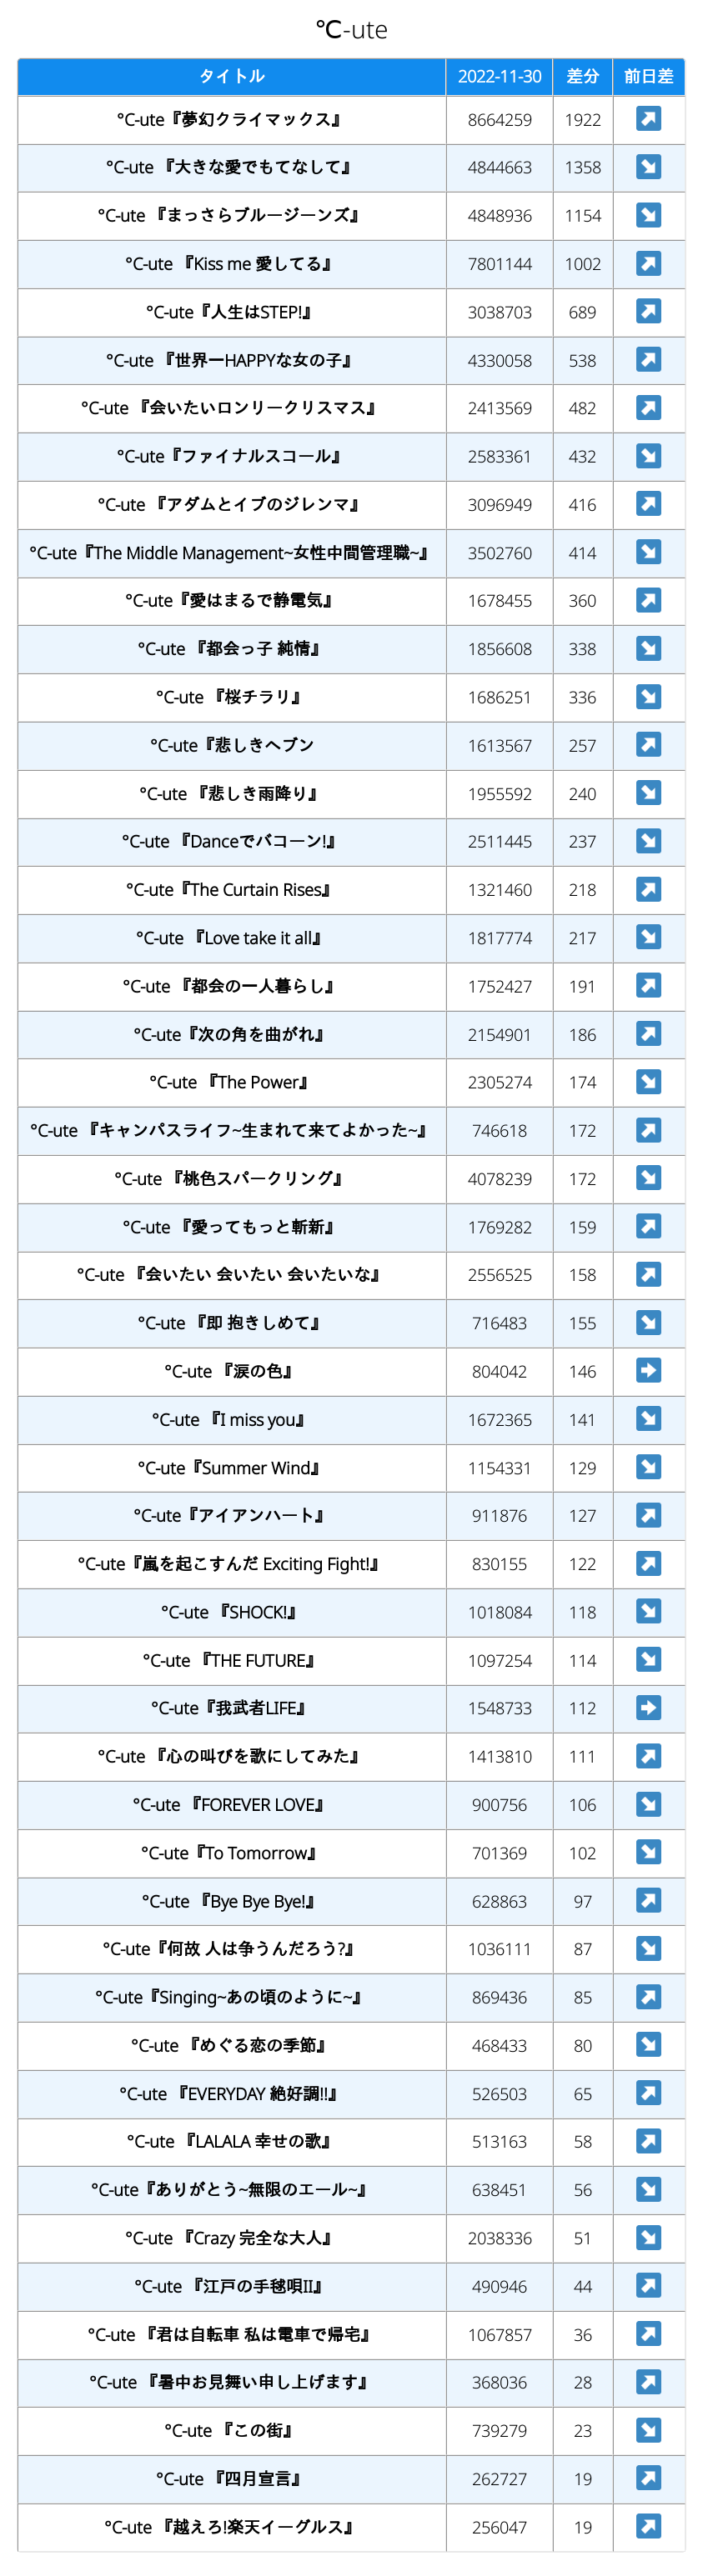 ℃-ute
タイトル 2022-11-30 差分 前日差
°C-ute『夢幻クライマックス』 8664259 1922 ↗
°C-ute 『大きな愛でもてなして』 4844663 1358 ↘
°C-ute 『まっさらブルージーンズ』 4848936 1154 ↘
°C-ute 『Kiss me 愛してる』 7801144 1002 ↗
°C-ute『人生はSTEP!』 3038703 689 ↗
°C-ute 『世界一HAPPYな女の子』 4330058 538 ↗
°C-ute 『会いたいロンリークリスマス』 2413569 482 ↗
°C-ute『ファイナルスコール』 2583361 432 ↘
°C-ute 『アダムとイブのジレンマ』 3096949 416 ↗
°C-ute『The Middle Management~女性中間管理職~』 3502760 414 ↘
°C-ute『愛はまるで静電気』 1678455 360 ↗
°C-ute 『都会っ子 純情』 1856608 338 ↘
°C-ute 『桜チラリ』 1686251 336 ↘
°C-ute『悲しきヘブン 1613567 257 ↗
°C-ute 『悲しき雨降り』 1955592 240 ↘
°C-ute 『Danceでバコーン!』 2511445 237 ↘
°C-ute『The Curtain Rises』 1321460 218 ↗
°C-ute 『Love take it all』 1817774 217 ↘
°C-ute 『都会の一人暮らし』 1752427 191 ↗
°C-ute『次の角を曲がれ』 2154901 186 ↗
°C-ute 『The Power』 2305274 174 ↘
°C-ute 『キャンパスライフ~生まれて来てよかった~』 746618 172 ↗
°C-ute 『桃色スパークリング』 4078239 172 ↘
°C-ute 『愛ってもっと斬新』 1769282 159 ↗
°C-ute 『会いたい 会いたい 会いたいな』 2556525 158 ↗
°C-ute 『即 抱きしめて』 716483 155 ↘
°C-ute 『涙の色』 804042 146 ➡
°C-ute 『I miss you』 1672365 141 ↘
°C-ute『Summer Wind』 1154331 129 ↘
°C-ute『アイアンハート』 911876 127 ↗
°C-ute『嵐を起こすんだ Exciting Fight!』 830155 122 ↗
°C-ute 『SHOCK!』 1018084 118 ↘
°C-ute 『THE FUTURE』 1097254 114 ↘
°C-ute『我武者LIFE』 1548733 112 ➡
°C-ute 『心の叫びを歌にしてみた』 1413810 111 ↗
°C-ute 『FOREVER LOVE』 900756 106 ↘
°C-ute『To Tomorrow』 701369 102 ↘
°C-ute 『Bye Bye Bye!』 628863 97 ↗
°C-ute『何故 人は争うんだろう?』 1036111 87 ↘
°C-ute『Singing~あの頃のように~』 869436 85 ↗
°C-ute 『めぐる恋の季節』 468433 80 ↘
°C-ute 『EVERYDAY 絶好調!!』 526503 65 ↗
°C-ute 『LALALA 幸せの歌』 513163 58 ↗
°C-ute『ありがとう~無限のエール~』 638451 56 ↘
°C-ute 『Crazy 完全な大人』 2038336 51 ↘
°C-ute 『江戸の手毬唄II』 490946 44 ↗
°C-ute 『君は自転車 私は電車で帰宅』 1067857 36 ↗
°C-ute 『暑中お見舞い申し上げます』 368036 28 ↗
°C-ute 『この街』 739279 23 ↘
°C-ute 『四月宣言』 262727 19 ↗
°C-ute 『越えろ!楽天イーグルス』 256047 19 ↗